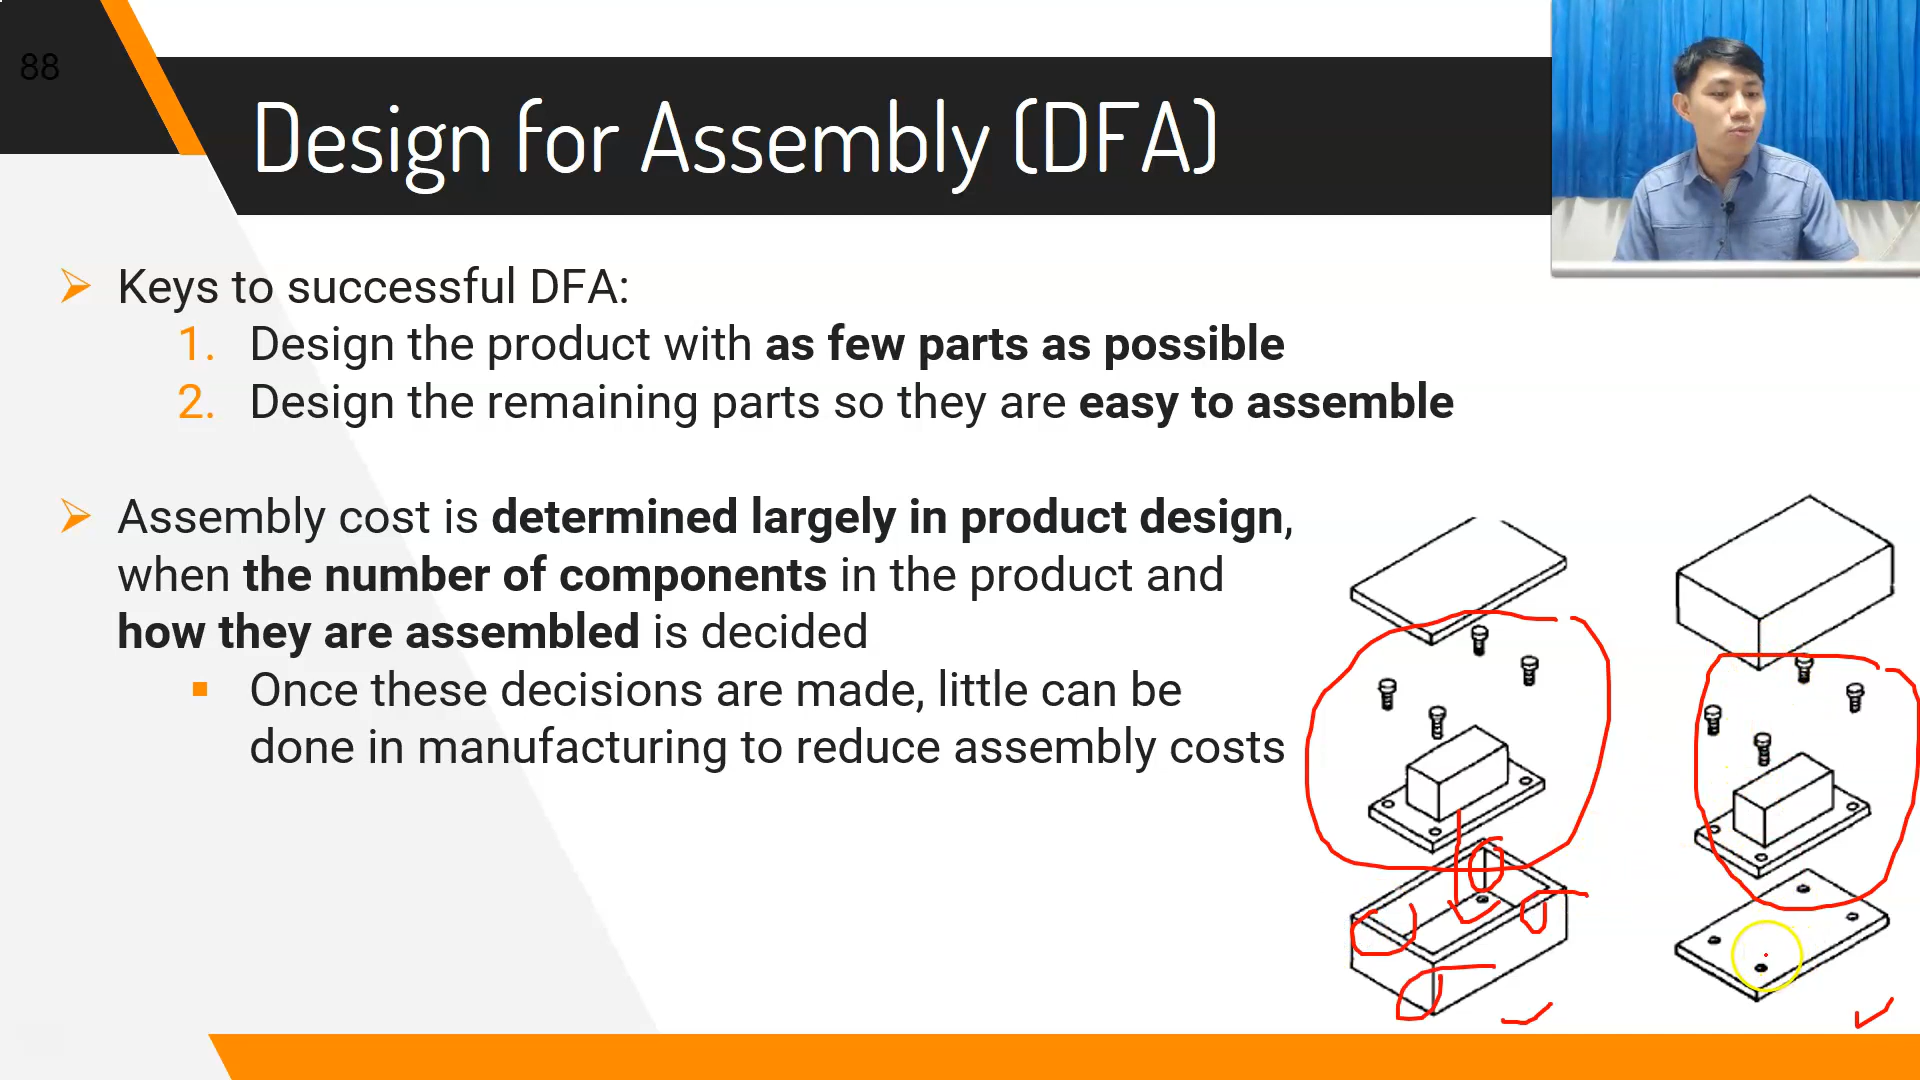 88
Design for Assembly (DFA)
Keys to successful DFA:
1. Design the product with as few parts as possible
2. Design the remaining parts so they are easy to assemble
Assembly cost is determined largely in product design,
when the number of components in the product and
how they are assembled is decided
Once these decisions are made, little can be
done in manufacturing to reduce assembly costs